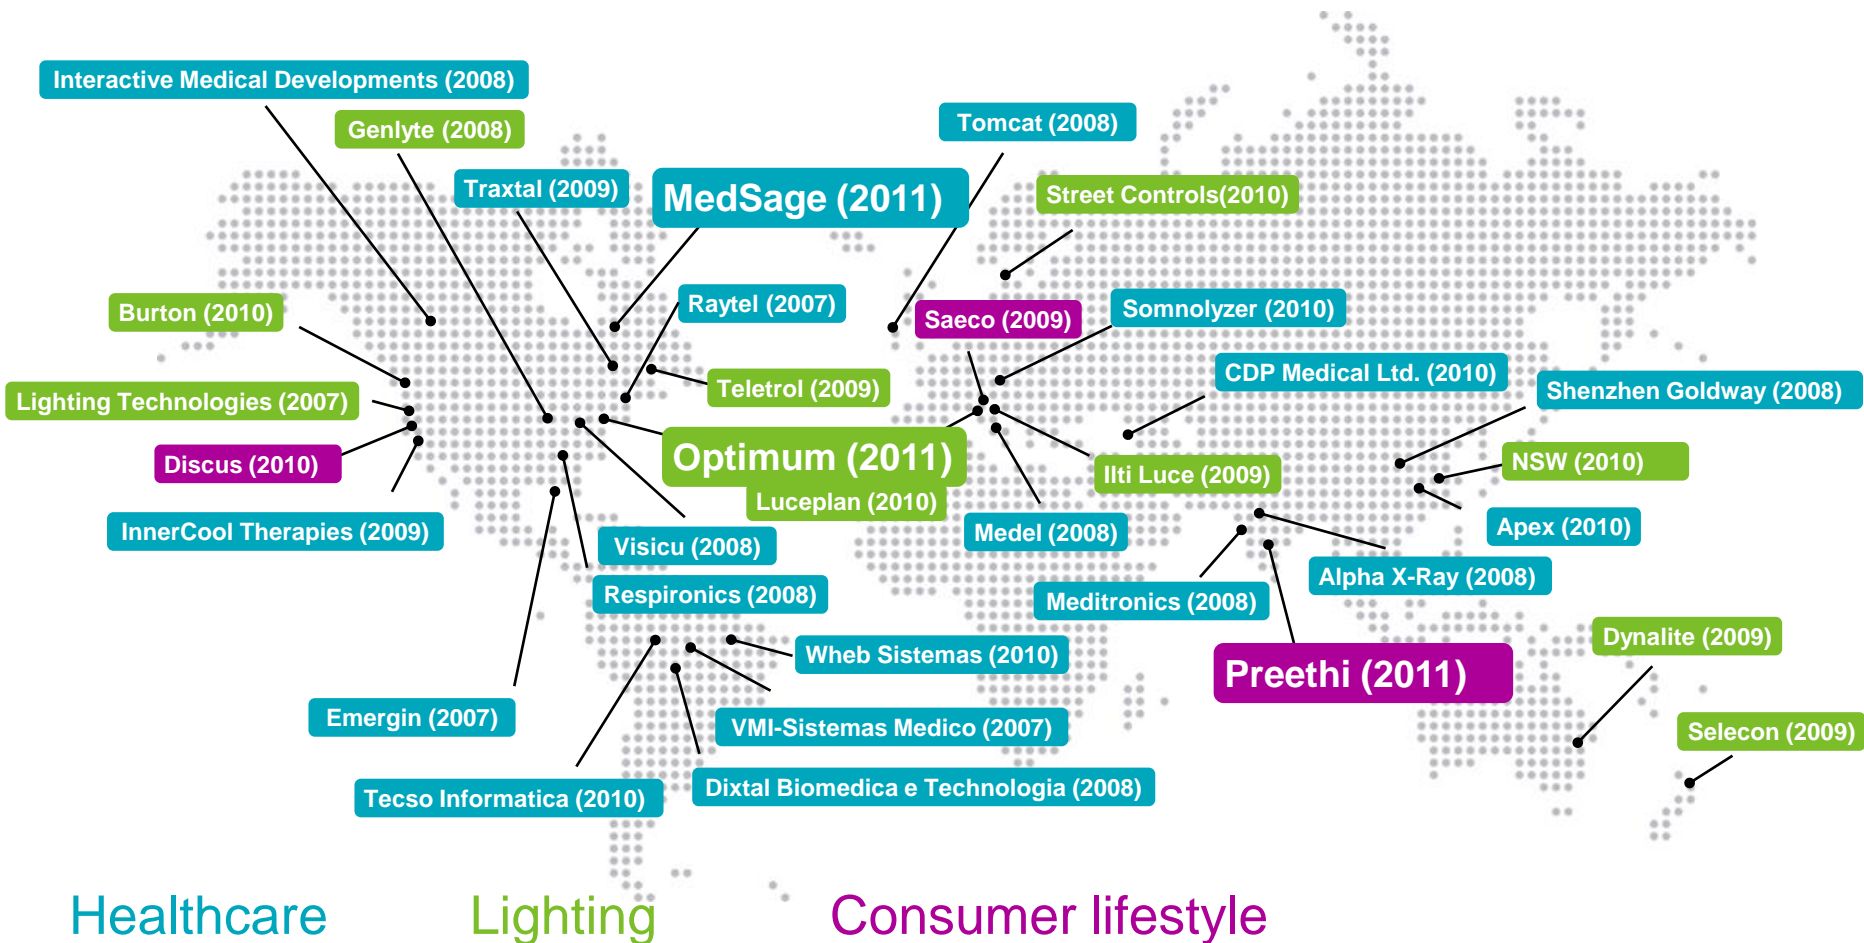 Interactive Medical Developments (2008)
Genlyte (2008)
Tomcat (2008)
Traxtal (2009)
MedSage (2011)
Street Controls(2010)
Burton (2010)
Raytel (2007)
Saeco (2009)
Somnolyzer (2010)
Lighting Technologies (2007)
Teletrol (2009)
CDP Medical Ltd. (2010)
Shenzhen Goldway (2008)
Discus (2010)
Optimum (2011)
Luceplan (2010)
Ilti Luce (2009)
NSW (2010)
InnerCool Therapies (2009)
Visicu (2008)
Medel (2008)
Apex (2010)
Respironics (2008)
Meditronics (2008)
Alpha X-Ray (2008)
Wheb Sistemas (2010)
Preethi (2011)
Dynalite (2009)
Emergin (2007)
VMI-Sistemas Medico (2007)
Selecon (2009)
Tecso Informatica (2010)
Dixtal Biomedica e Technologia (2008)
Healthcare
Lighting
Consumer lifestyle